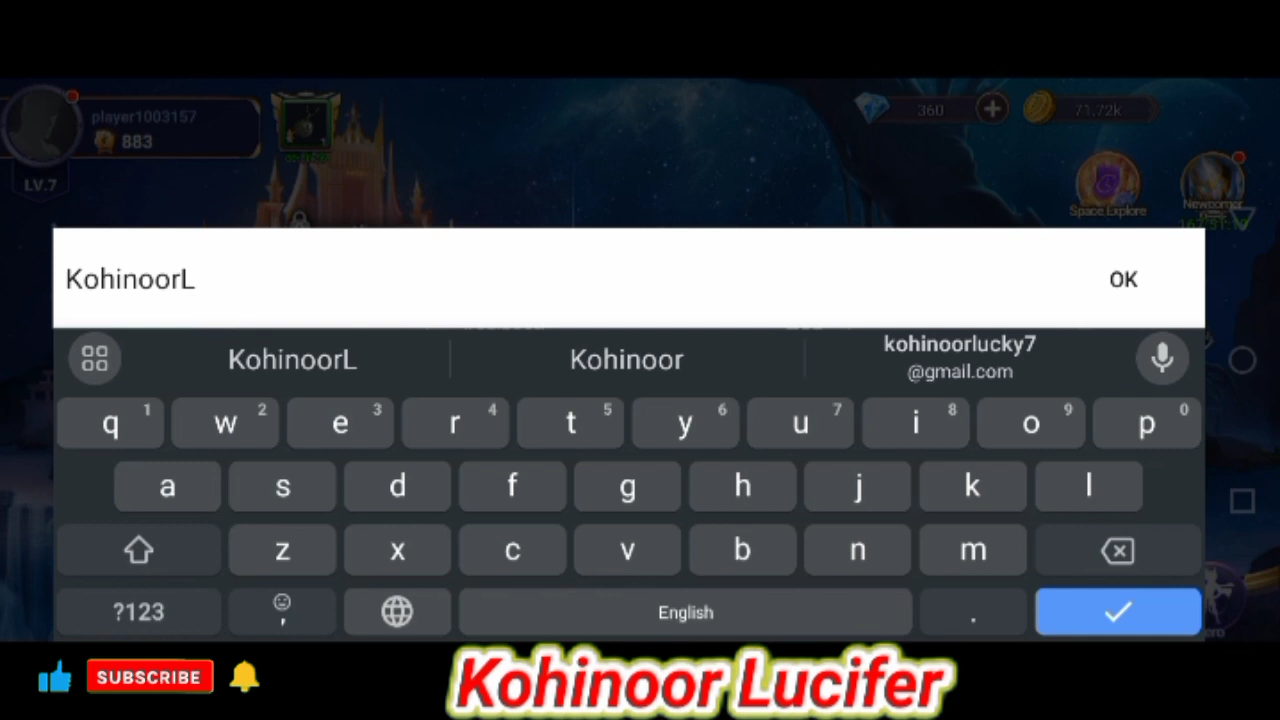 player1003157
883
LV.7
360
71.72k
Space Explore
Newcomer
KohinoorL
OK
KohinoorL Kohinoor kohinoorlucky7
@gmail.com
q 1 w 2 e 3 r 4 t 5 y 6 u 7 i 8 o 9 p 0
a s d f g h j k l
z x c v b n m
?123 , English .
SUBSCRIBE
Kohinoor Lucifer